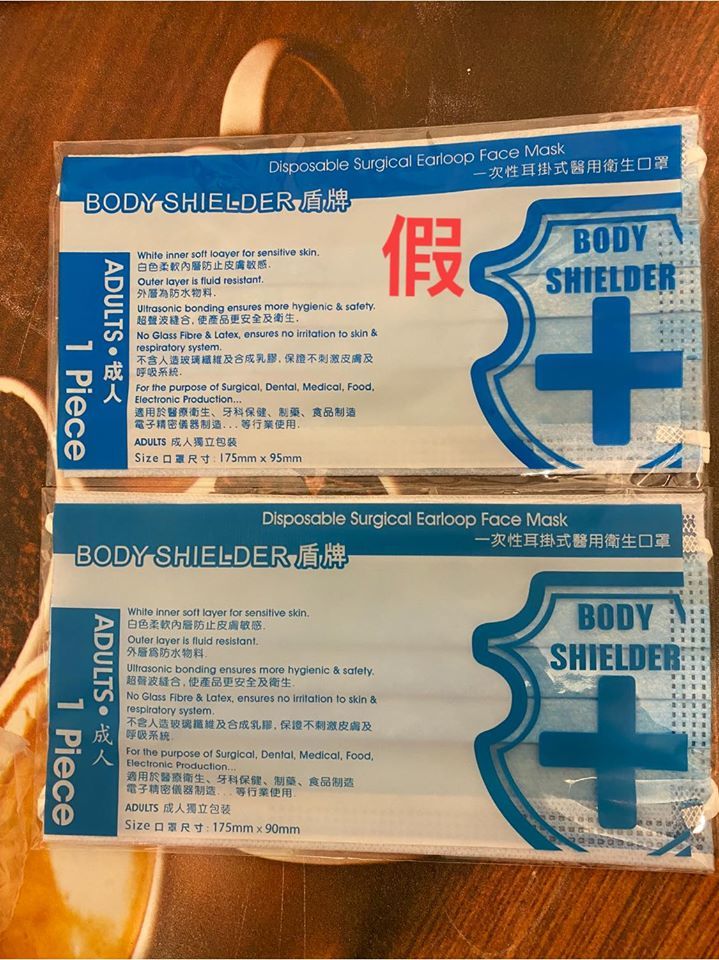 Disposable Surgical Earloop Face Mask
一次性耳掛式醫用衛生口罩
BODY SHIELDER 盾牌
假
BODY
SHIELDER
ADULTS • 成人
1 Piece
White inner soft loayer for sensitive skin.
白色柔軟內層防止皮膚敏感.
Outer layer is fluid resistant.
外層為防水物料.
Ultrasonic bonding ensures more hygienic & safety.
超聲波縫合, 使產品更安全及衛生.
No Glass Fibre & Latex, ensures no irritation to skin &
respiratory system.
不含人造玻璃纖維及合成乳膠, 保證不刺激皮膚及
呼吸系統.
For the purpose of Surgical, Dental, Medical, Food,
Electronic Production...
適用於醫療衛生、牙科保健、制藥、食品制造
電子精密儀器制造...等行業使用.
ADULTS 成人獨立包裝
Size 口罩尺寸: 175mm x 95mm
Disposable Surgical Earloop Face Mask
一次性耳掛式醫用衛生口罩
BODY SHIELDER 盾牌
BODY
SHIELDER
ADULTS • 成人
1 Piece
White inner soft layer for sensitive skin.
白色柔軟內層防止皮膚敏感.
Outer layer is fluid resistant.
外層爲防水物料.
Ultrasonic bonding ensures more hygienic & safety.
超聲波縫合, 使產品更安全及衛生.
No Glass Fibre & Latex, ensures no irritation to skin &
respiratory system.
不含人造玻璃纖維及合成乳膠, 保證不刺激皮膚及
呼吸系統.
For the purpose of Surgical, Dental, Medical, Food,
Electronic Production...
適用於醫療衛生、牙科保健、制藥、食品制造
電子精密儀器制造...等行業使用.
ADULTS 成人獨立包裝
Size 口罩尺寸: 175mm x 90mm